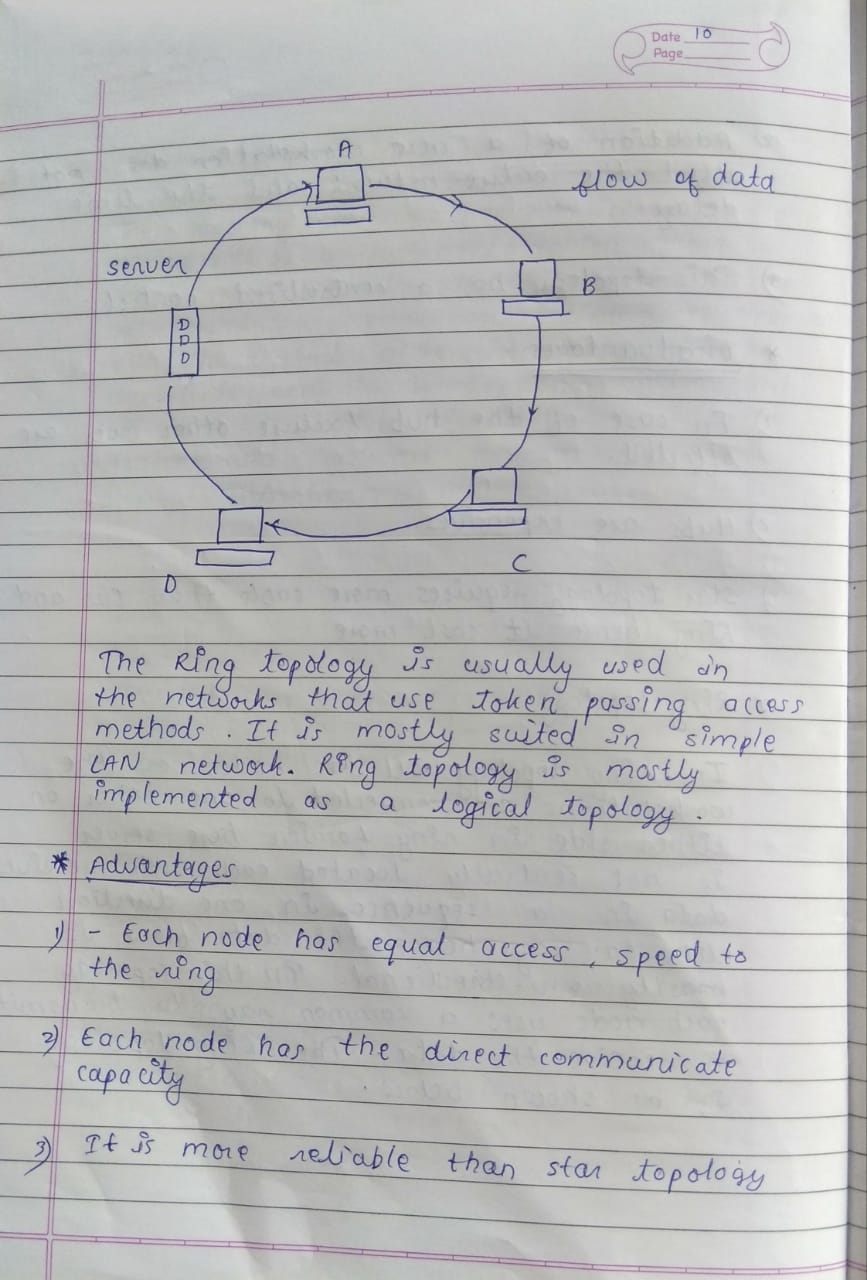 Date 10
Page
A
flow of data
server
B
C
D
The Ring topology is usually used in
the networks that use Token passing access
methods. It is mostly suited in simple
LAN network. Ring topology is mostly
implemented as a logical topology.
* Advantages
1) - Each node has equal access, speed to
the ring
2) Each node has the direct communicate
capacity
3) It is more reliable than star topology